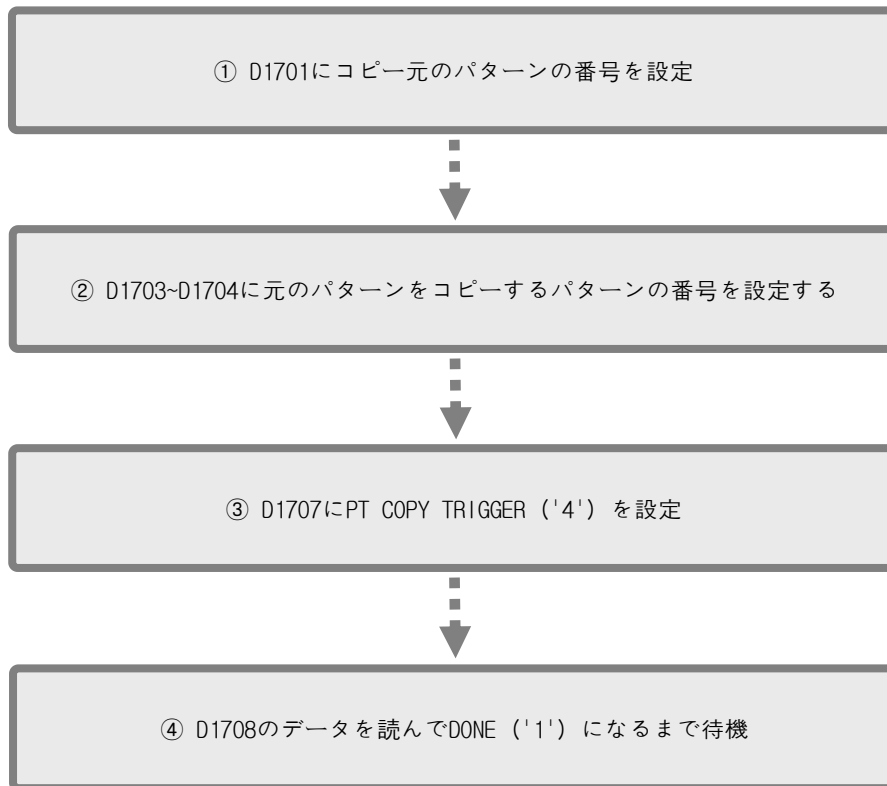 ① D1701にコピー元のパターンの番号を設定
② D1703~D1704に元のパターンをコピーするパターンの番号を設定する
③ D1707にPT COPY TRIGGER ('4') を設定
④ D1708のデータを読んでDONE ('1') になるまで待機